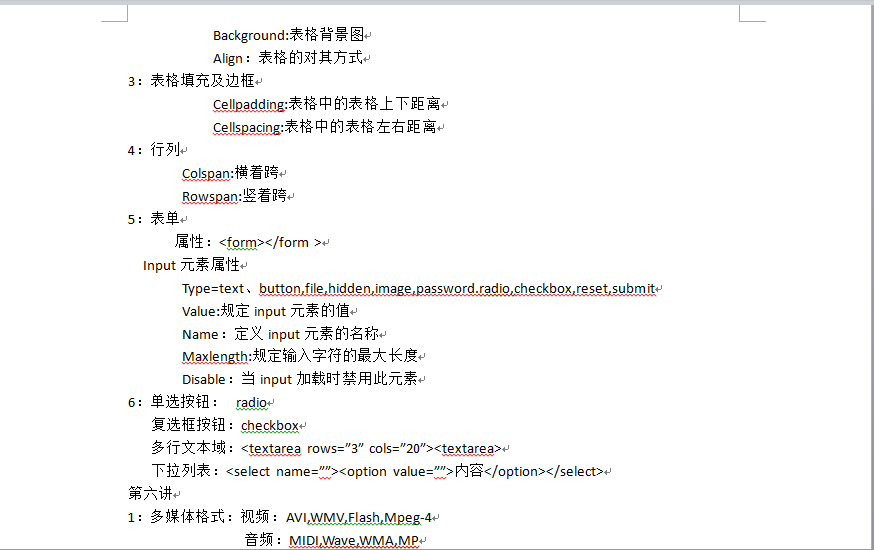 Background:表格背景图
Align：表格的对其方式
3：表格填充及边框
Cellpadding:表格中的表格上下距离
Cellspacing:表格中的表格左右距离
4：行列
Colspan:横着跨
Rowspan:竖着跨
5：表单
属性：<form></form >
Input 元素属性
Type=text、button,file,hidden,image,password.radio,checkbox,reset,submit
Value:规定 input 元素的值
Name：定义 input 元素的名称
Maxlength:规定输入字符的最大长度
Disable：当 input 加载时禁用此元素
6：单选按钮： radio
复选框按钮：checkbox
多行文本域：<textarea rows=”3” cols=”20”><textarea>
下拉列表：<select name=””><option value=””>内容</option></select>
第六讲
1：多媒体格式：视频：AVI,WMV,Flash,Mpeg-4
音频：MIDI,Wave,WMA,MP